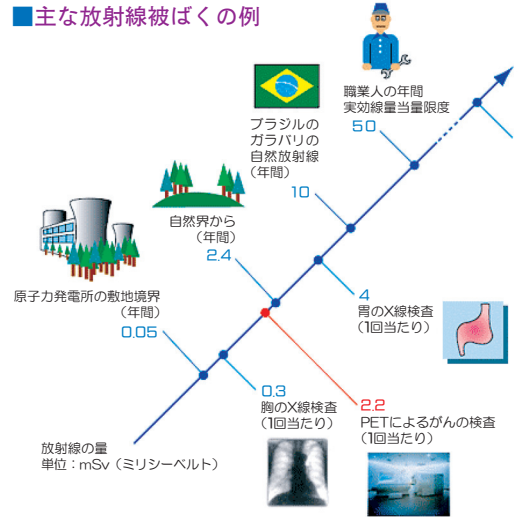 ■主な放射線被ばくの例
職業人の年間
実効線量当量限度
50
ブラジルの
ガラパリの
自然放射線
(年間)
10
自然界から
(年間)
2.4
原子力発電所の敷地境界
(年間)
0.05
4
胃のX線検査
(1回当たり)
0.3
胸のX線検査
(1回当たり)
2.2
PETによるがんの検査
(1回当たり)
放射線の量
単位：mSv（ミリシーベルト）